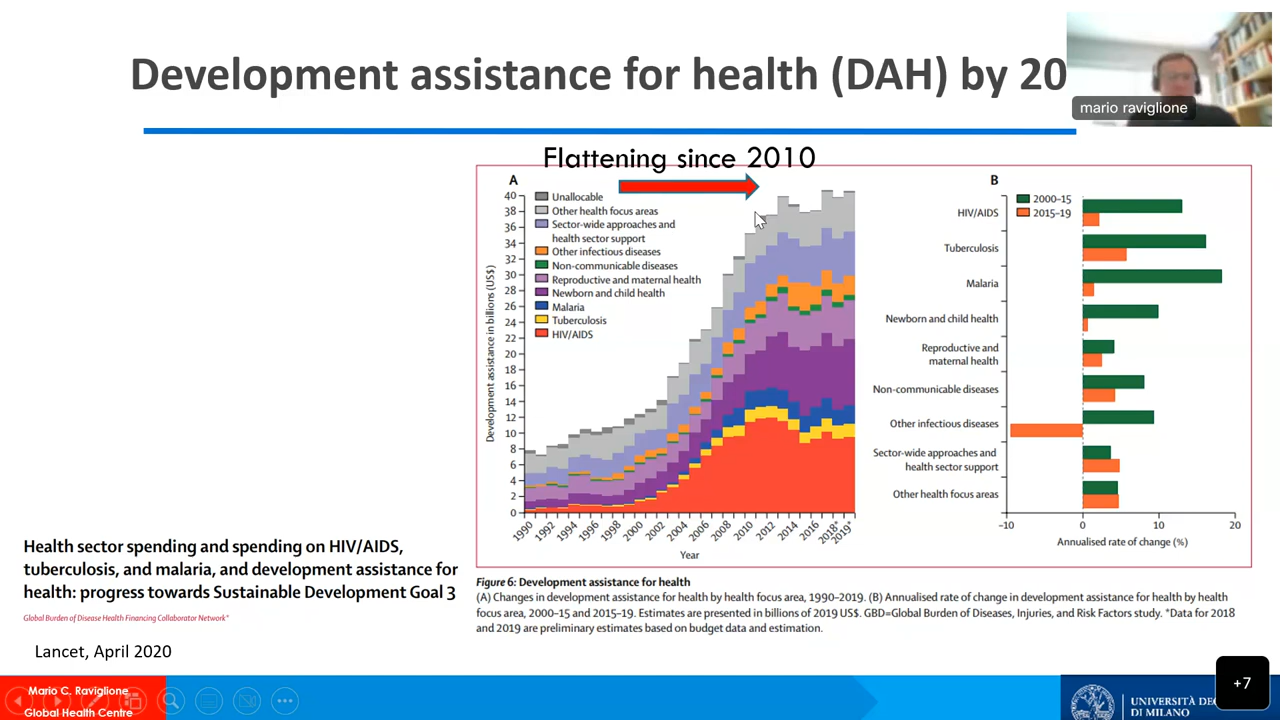 Development assistance for health (DAH) by 20
mario raviglione
Flattening since 2010
A
40
38
36
34
32
30
28
26
24
22
20
18
16
14
12
10
8
6
4
2
0
Development assistance in billions (US$)
Unallocable
Other health focus areas
Sector-wide approaches and
health sector support
Other infectious diseases
Non-communicable diseases
Reproductive and maternal health
Newborn and child health
Malaria
Tuberculosis
HIV/AIDS
1990
1992
1994
1996
1998
2000
2002
2004
2006
2008
2010
2012
2014
2016
2018*
2019*
Year
B
2000–15
2015–19
HIV/AIDS
Tuberculosis
Malaria
Newborn and child health
Reproductive and
maternal health
Non-communicable diseases
Other infectious diseases
Sector-wide approaches and
health sector support
Other health focus areas
–10
0
10
20
Annualised rate of change (%)
Health sector spending and spending on HIV/AIDS,
tuberculosis, and malaria, and development assistance for
health: progress towards Sustainable Development Goal 3
Global Burden of Disease Health Financing Collaborator Network*
Lancet, April 2020
Figure 6: Development assistance for health
(A) Changes in development assistance for health by health focus area, 1990–2019. (B) Annualised rate of change in development assistance for health by health
focus area, 2000–15 and 2015–19. Estimates are presented in billions of 2019 US$. GBD=Global Burden of Diseases, Injuries, and Risk Factors study. *Data for 2018
and 2019 are preliminary estimates based on budget data and estimation.
Mario C. Raviglione
Global Health Centre
UNIVERSITÀ DE
DI MILANO
+7